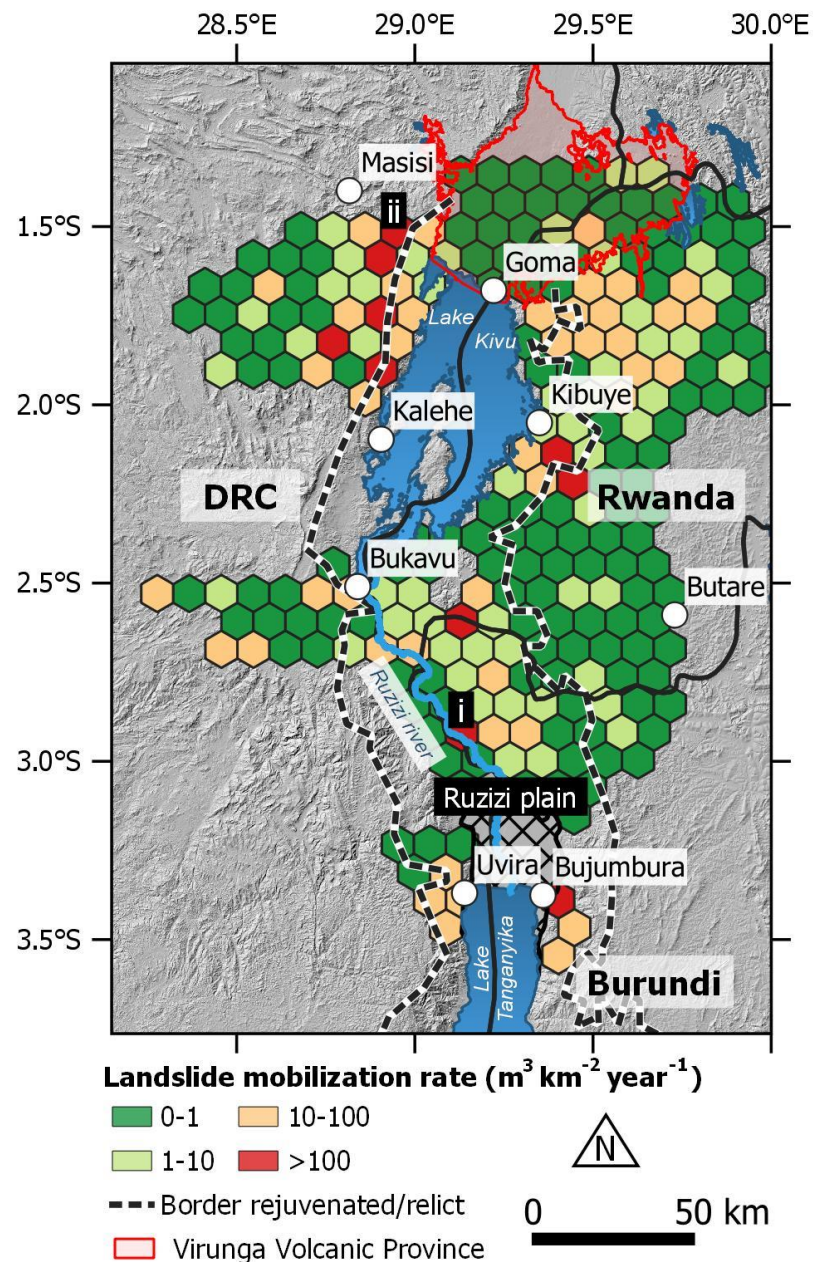 28.5°E 29.0°E 29.5°E 30.0°E
Masisi
ii
1.5°S
Goma
Lake
Kivu
2.0°S
Kibuye
Kalehe
DRC
Rwanda
Bukavu
2.5°S
Butare
Ruzizi river
i
3.0°S
Ruzizi plain
Uvira
Bujumbura
3.5°S
Lake
Tanganyika
Burundi
Landslide mobilization rate (m³ km⁻² year⁻¹)
0-1 10-100
1-10 >100
N
Border rejuvenated/relict
0 50 km
Virunga Volcanic Province